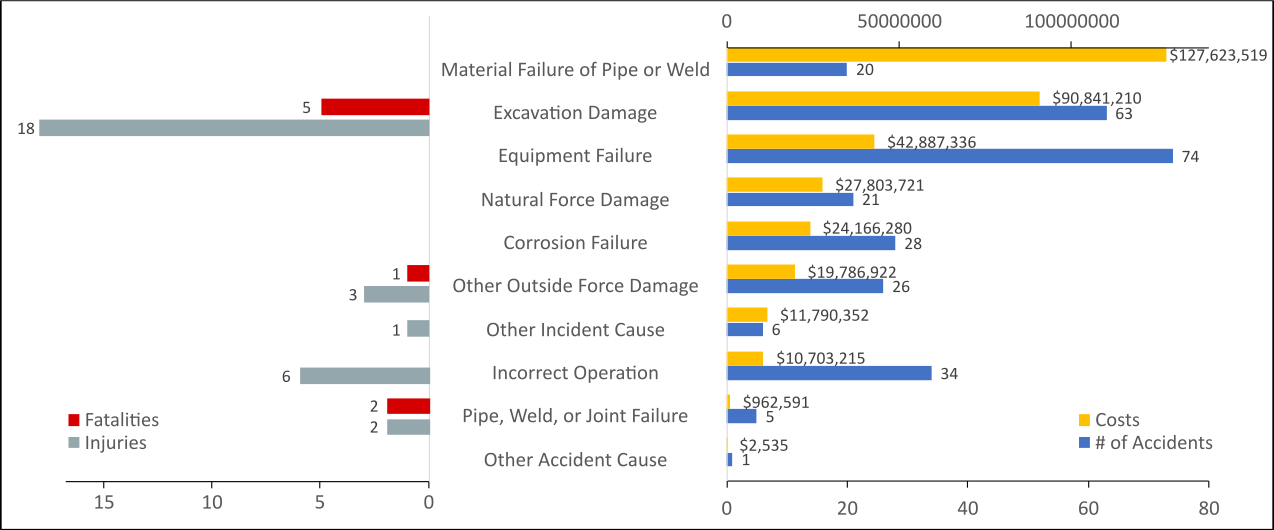 0 50000000 100000000
Material Failure of Pipe or Weld $127,623,519
20
5 Excavation Damage $90,841,210
18 63
Equipment Failure $42,887,336
74
Natural Force Damage $27,803,721
21
Corrosion Failure $24,166,280
28
1 Other Outside Force Damage $19,786,922
3 26
1 Other Incident Cause $11,790,352
6
6 Incorrect Operation $10,703,215
34
2 Pipe, Weld, or Joint Failure $962,591
2 5
Other Accident Cause $2,535
1
Fatalities
Injuries
Costs
# of Accidents
15 10 5 0
0 20 40 60 80